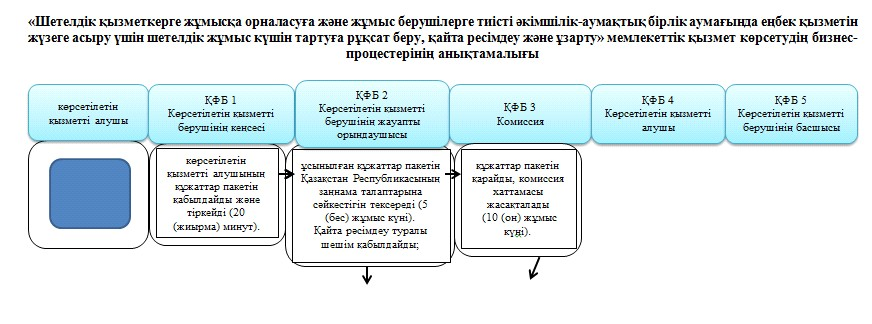 «Шетелдік қызметкерге жұмысқа орналасуға және жұмыс берушілерге тиісті әкімшілік-аумақтық бірлік аумағында еңбек қызметін
жүзеге асыру үшін шетелдік жұмыс күшін тартуға рұқсат беру, қайта ресімдеу және ұзарту» мемлекеттік қызмет көрсетудің бизнес-
процестерінің анықтамалығы
көрсетілетін
қызметті алушы
ҚФБ 1
Көрсетілетін қызметті
берушінің кеңсесі
ҚФБ 2
Көрсетілетін қызметті
берушінің жауапты
орындаушысы
ҚФБ 3
Комиссия
ҚФБ 4
Көрсетілетін қызметті
алушы
ҚФБ 5
Көрсетілетін қызметті
берушінің басшысы
көрсетілетін
қызметті алушының
құжаттар пакетін
қабылдайды және
тіркейді (20
(жиырма) минут).
ұсынылған құжаттар пакетін
Қазақстан Республикасының
заннама талаптарына
сәйкестігін тексереді (5
(бес) жұмыс күні).
Қайта ресімдеу туралы
шешім қабылдайды;
құжаттар пакетін
қарайды, комиссия
хаттамасы
жасақталады
(10 (он) жұмыс
күңі).